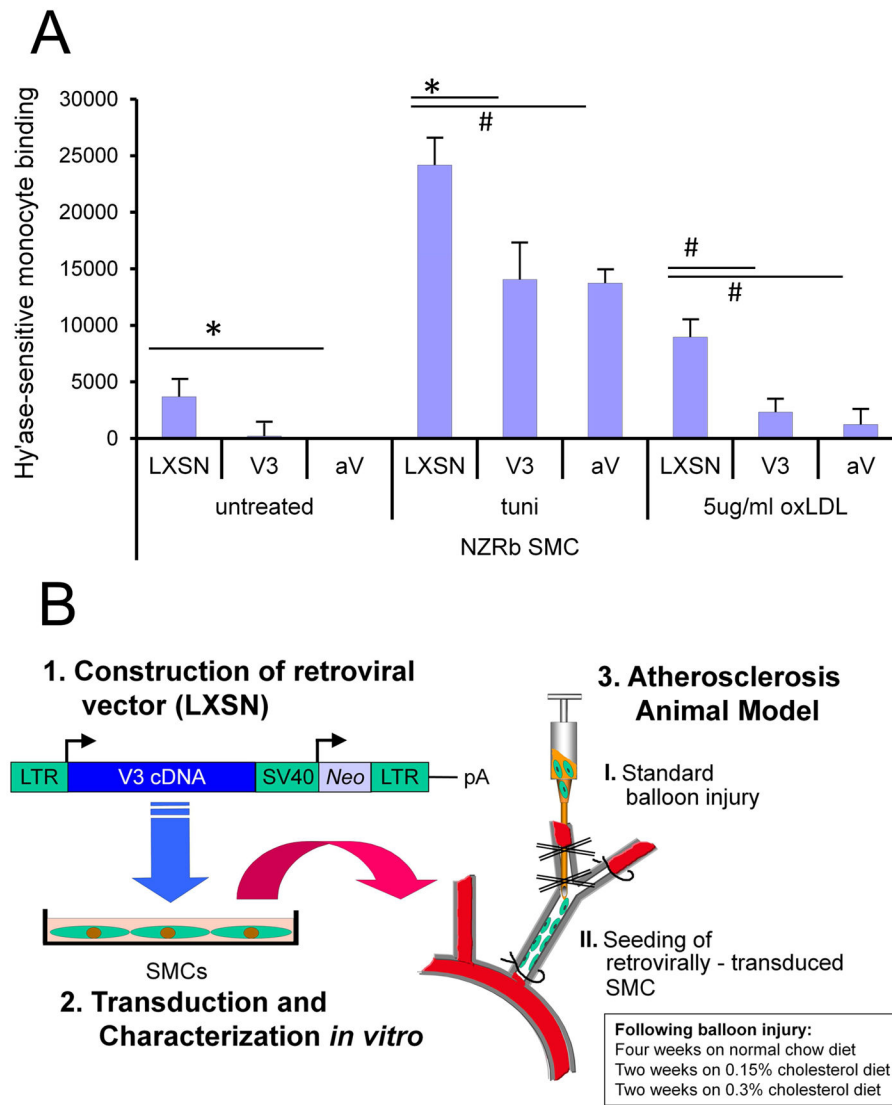 A
Hy'ase-sensitive monocyte binding
30000
25000
20000
15000
10000
5000
0
*
*
#
#
#
LXSN V3 aV LXSN V3 aV LXSN V3 aV
untreated tuni 5ug/ml oxLDL
NZRb SMC
B
1. Construction of retroviral
vector (LXSN)
LTR V3 cDNA SV40 Neo LTR pA
SMCs
2. Transduction and
Characterization in vitro
3. Atherosclerosis
Animal Model
I. Standard
balloon injury
II. Seeding of
retrovirally - transduced
SMC
Following balloon injury:
Four weeks on normal chow diet
Two weeks on 0.15% cholesterol diet
Two weeks on 0.3% cholesterol diet